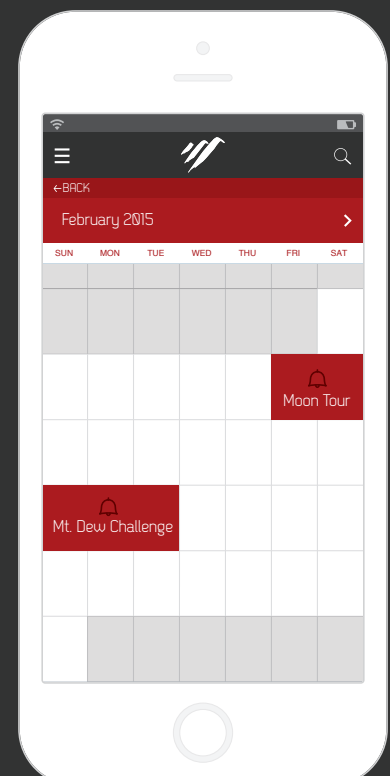 ←BACK
February 2015
SUN MON TUE WED THU FRI SAT
Moon Tour
Mt. Dew Challenge